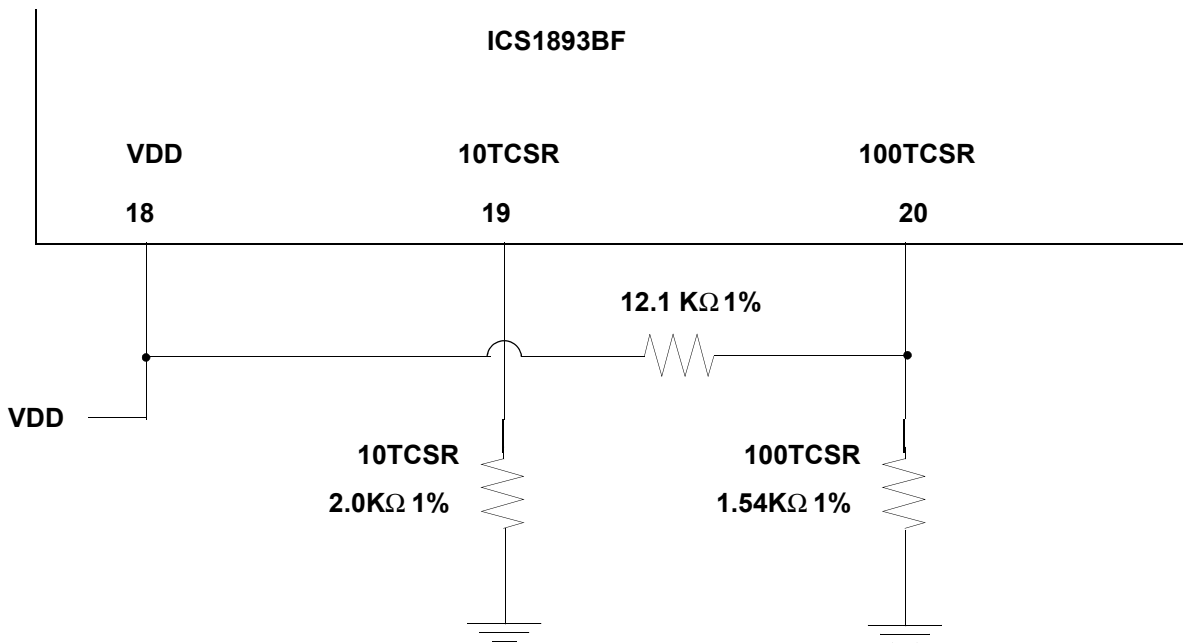 ICS1893BF
VDD 10TCSR 100TCSR
18 19 20
12.1 KΩ 1%
VDD
10TCSR 100TCSR
2.0KΩ 1% 1.54KΩ 1%